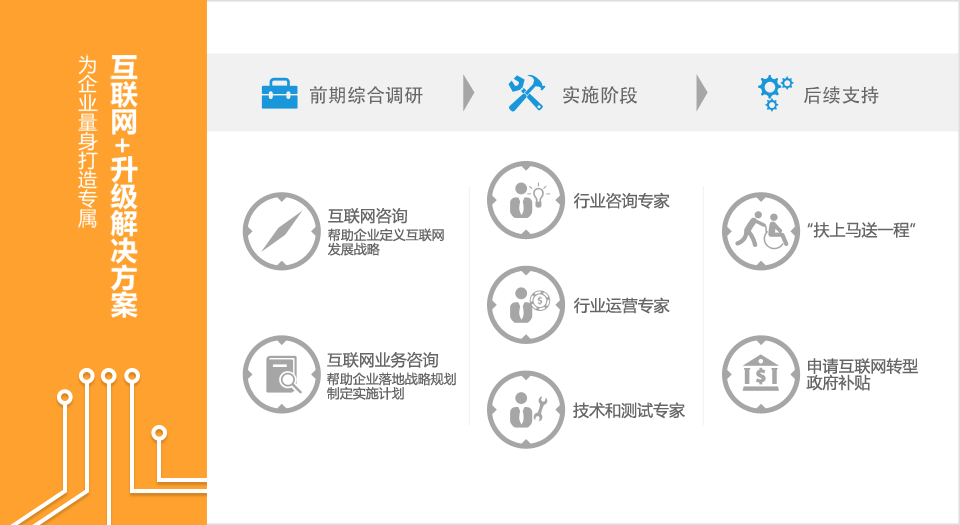 互联网+升级解决方案
为企业量身打造专属
前期综合调研
实施阶段
后续支持
互联网咨询
帮助企业定义互联网
发展战略
互联网业务咨询
帮助企业落地战略规划
制定实施计划
行业咨询专家
行业运营专家
技术和测试专家
“扶上马送一程”
申请互联网转型
政府补贴